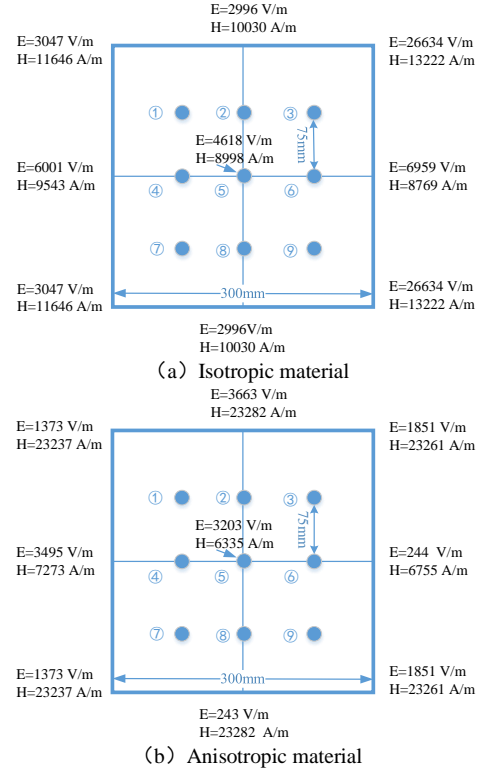 E=2996 V/m
H=10030 A/m
E=3047 V/m
H=11646 A/m
E=26634 V/m
H=13222 A/m
① ② ③
E=4618 V/m
H=8998 A/m
75mm
E=6001 V/m
H=9543 A/m
E=6959 V/m
H=8769 A/m
④ ⑤ ⑥
⑦ ⑧ ⑨
E=3047 V/m
H=11646 A/m
300mm
E=26634 V/m
H=13222 A/m
E=2996V/m
H=10030 A/m
（a）Isotropic material
E=3663 V/m
H=23282 A/m
E=1373 V/m
H=23237 A/m
E=1851 V/m
H=23261 A/m
① ② ③
E=3203 V/m
H=6335 A/m
75mm
E=3495 V/m
H=7273 A/m
E=244 V/m
H=6755 A/m
④ ⑤ ⑥
⑦ ⑧ ⑨
E=1373 V/m
H=23237 A/m
300mm
E=1851 V/m
H=23261 A/m
E=243 V/m
H=23282 A/m
（b）Anisotropic material